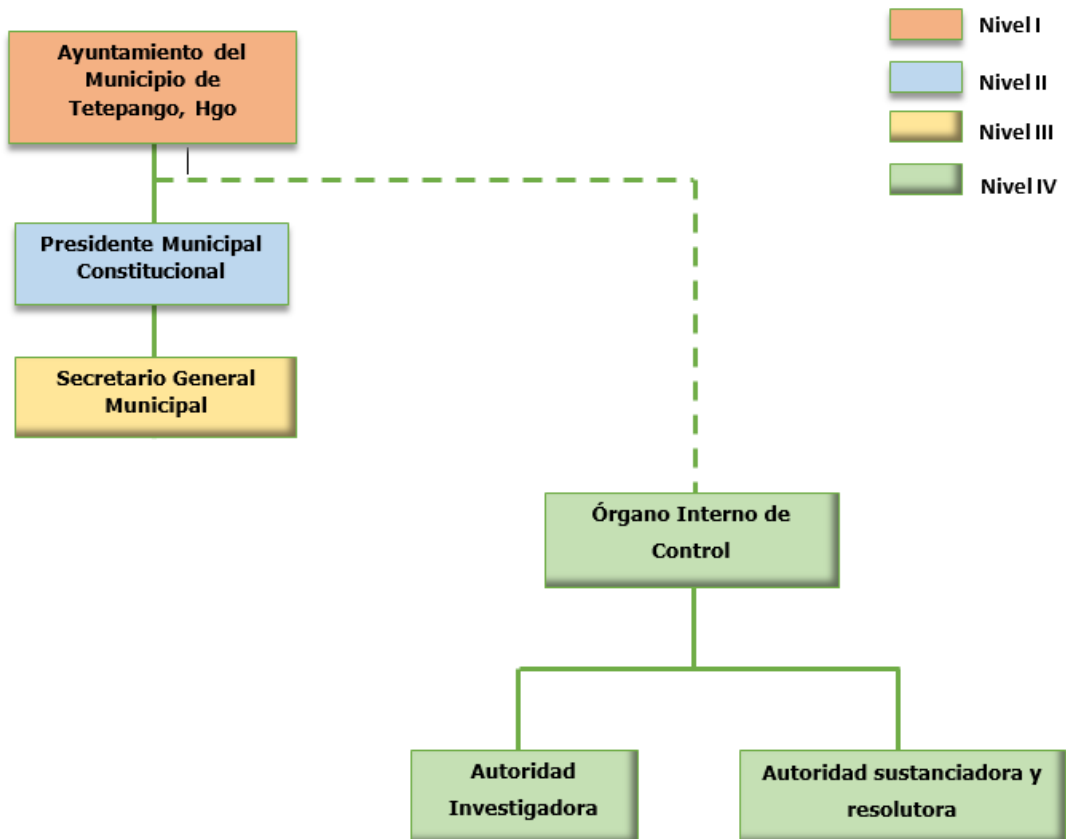 Ayuntamiento del
Municipio de
Tetepango, Hgo
Nivel I
Nivel II
Nivel III
Nivel IV
Presidente Municipal
Constitucional
Secretario General
Municipal
Órgano Interno de
Control
Autoridad
Investigadora
Autoridad sustanciadora y
resolutora